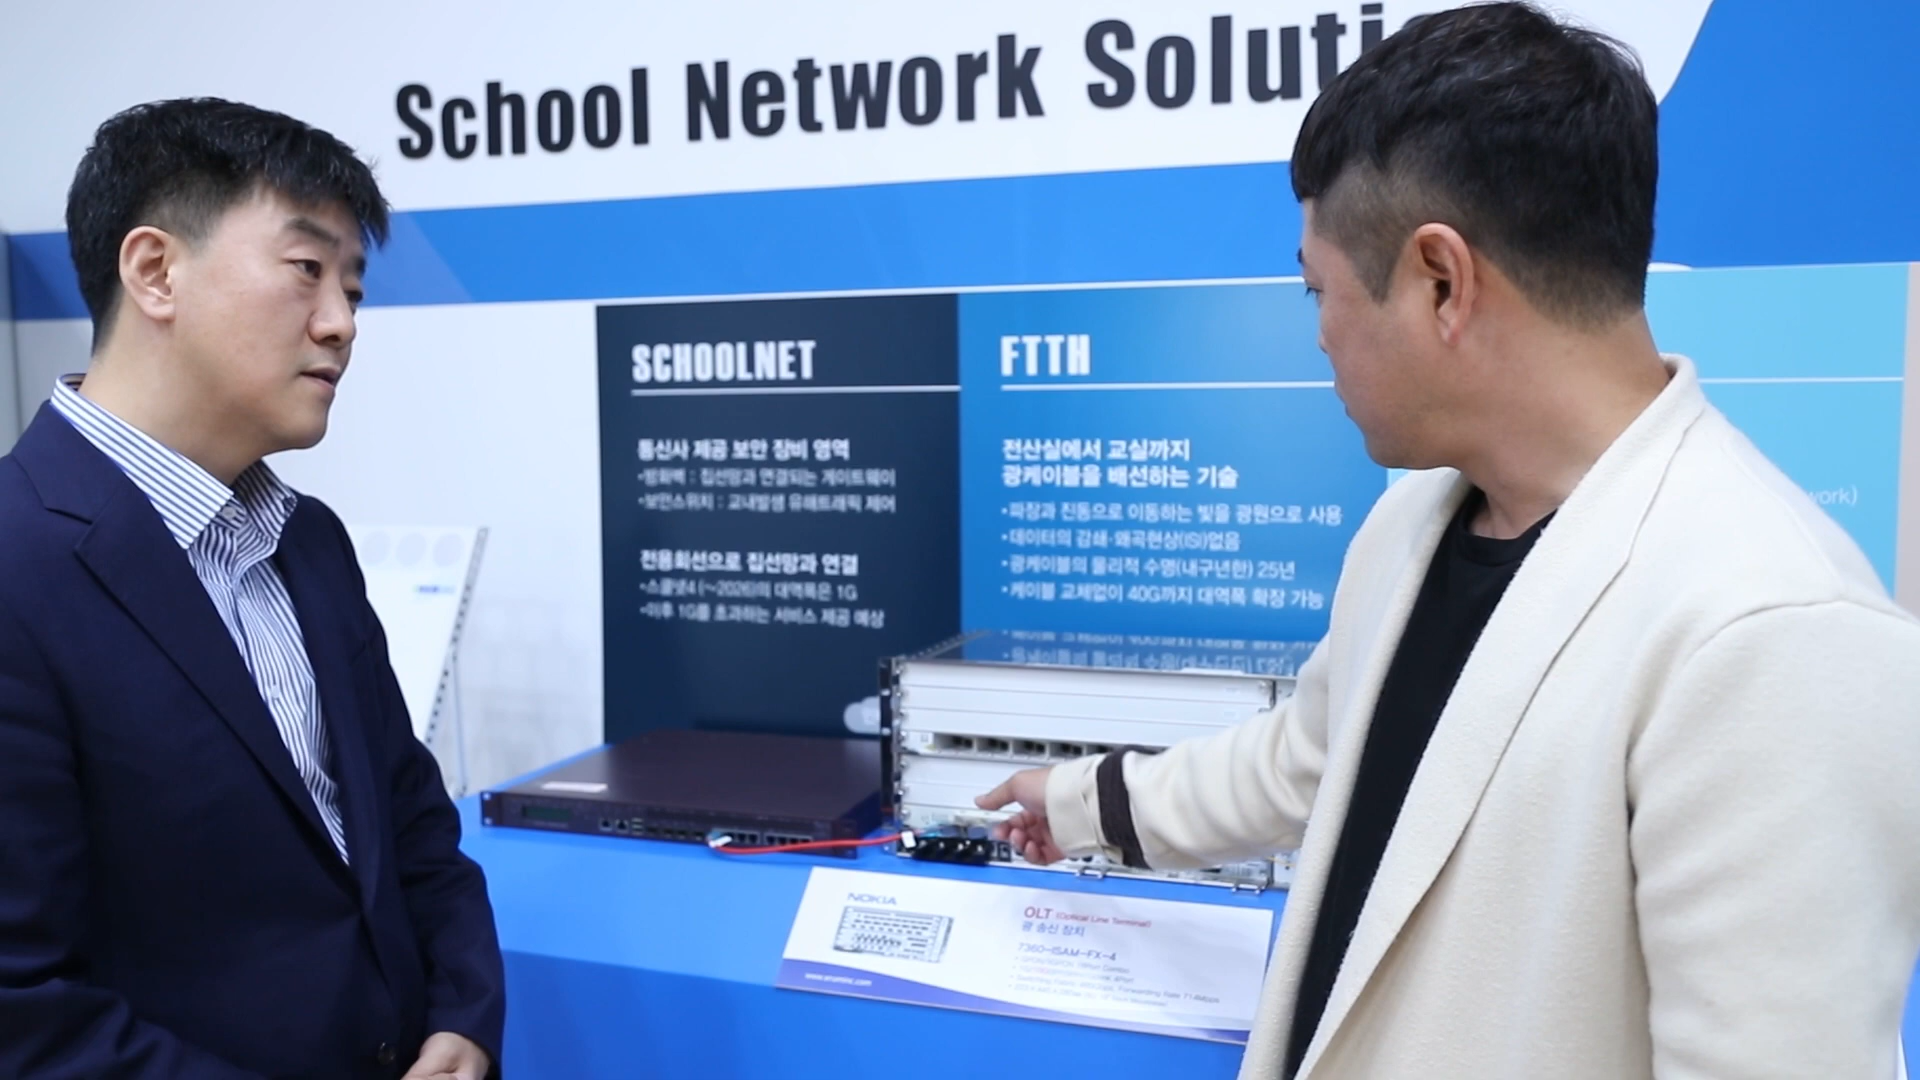 School Network Soluti
SCHOOLNET
통신사 제공 보안 장비 영역
•방화벽 : 집선망과 연결되는 게이트웨이
•보안스위치 : 교내발생 유해트래픽 제어
전용회선으로 집선망과 연결
•스쿨넷4 (~2026)의 대역폭은 1G
•이후 1G를 초과하는 서비스 제공 예상
FTTH
전산실에서 교실까지
광케이블을 배선하는 기술
•파장과 진동으로 이동하는 빛을 광원으로 사용
•데이터의 감쇄·왜곡현상(ISI)없음
•광케이블의 물리적 수명(내구년한) 25년
•케이블 교체없이 40G까지 대역폭 확장 가능
work)
NOKIA
OLT (Optical Line Terminal)
광 송신 장치
7360-ISAM-FX-4